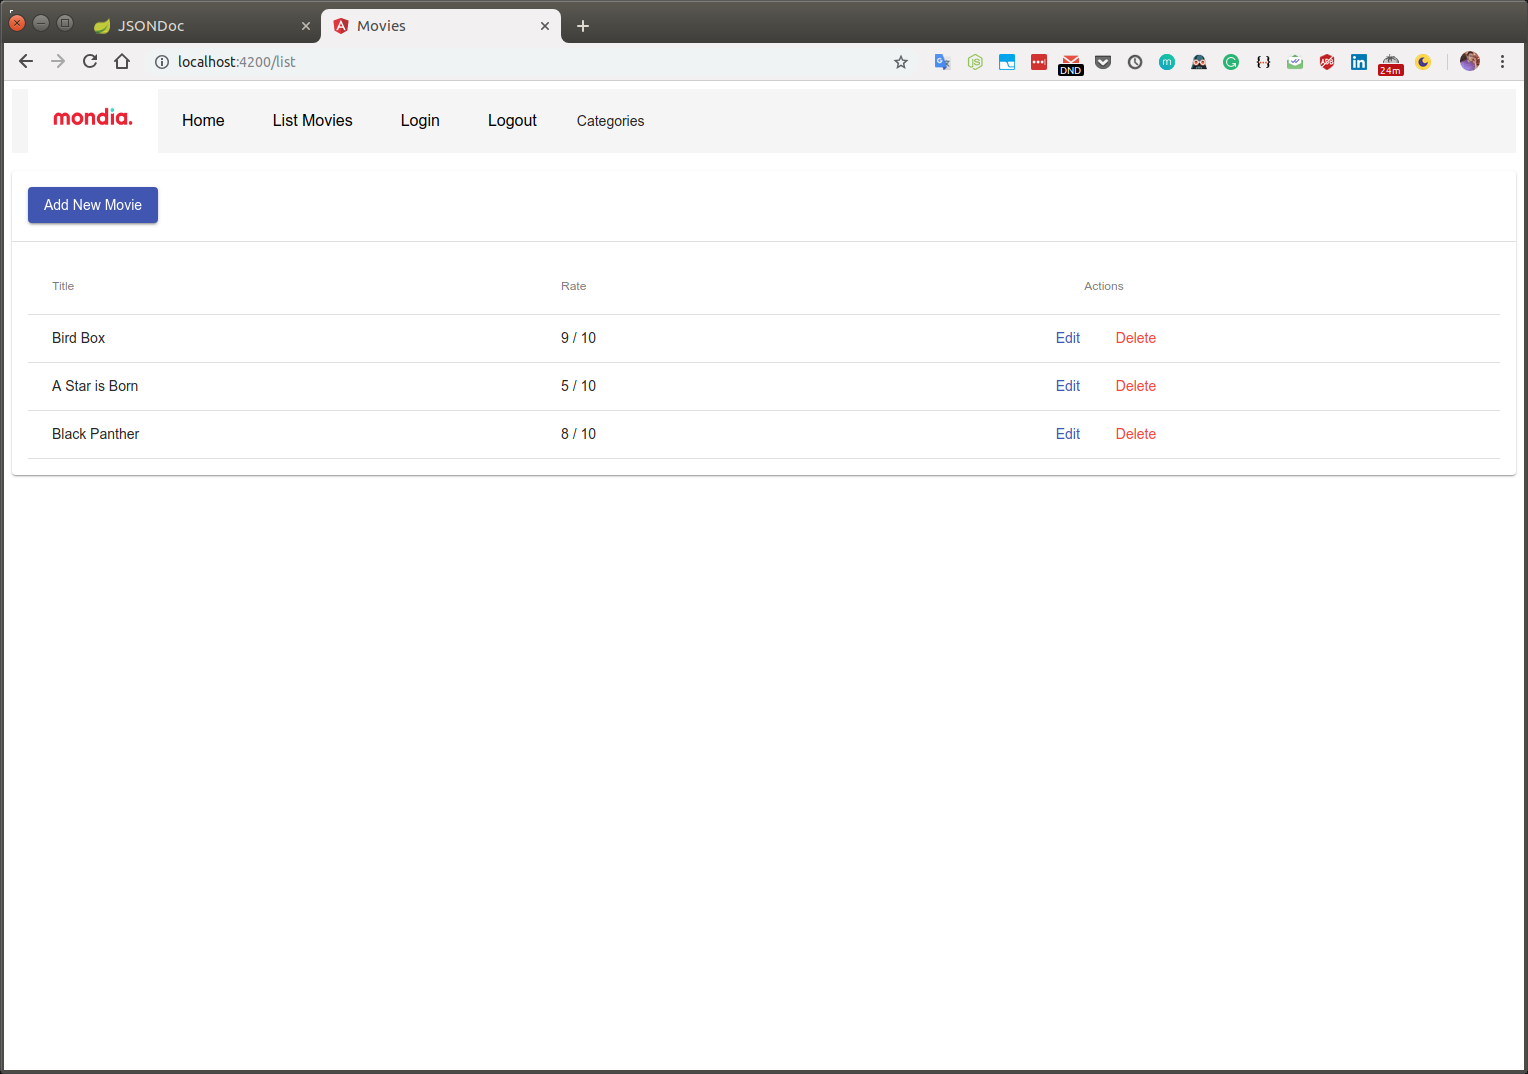 JSONDoc
Movies
localhost:4200/list
DND
24m
mondia.
Home List Movies Login Logout Categories
Add New Movie
Title Rate Actions
Bird Box 9 / 10 Edit Delete
A Star is Born 5 / 10 Edit Delete
Black Panther 8 / 10 Edit Delete